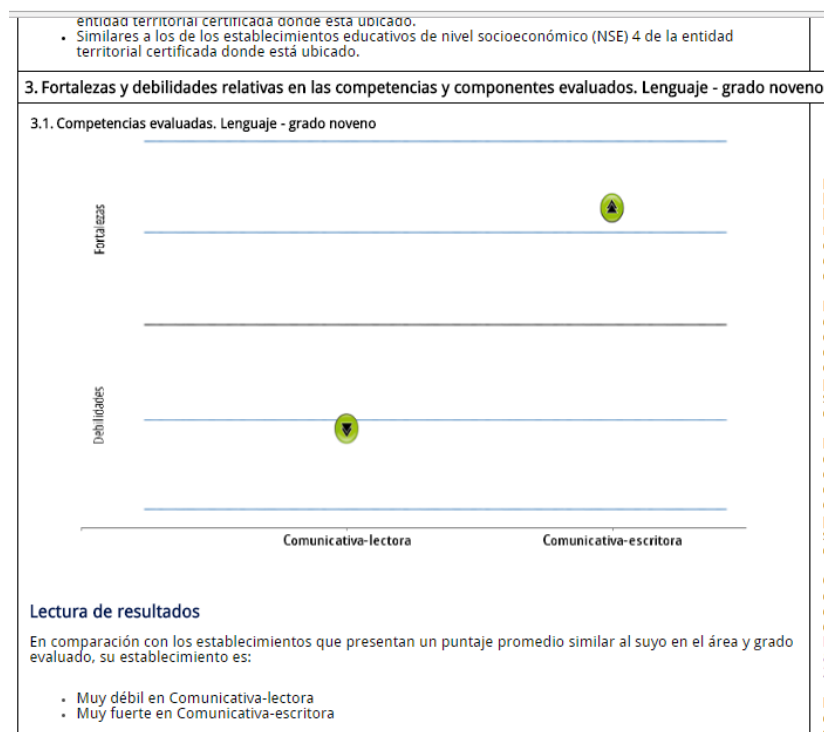 entidad territorial certificada donde está ubicado.
• Similares a los de los establecimientos educativos de nivel socioeconómico (NSE) 4 de la entidad
territorial certificada donde está ubicado.
3. Fortalezas y debilidades relativas en las competencias y componentes evaluados. Lenguaje - grado noveno
3.1. Competencias evaluadas. Lenguaje - grado noveno
Fortalezas
Debilidades
Comunicativa-lectora Comunicativa-escritora
Lectura de resultados
En comparación con los establecimientos que presentan un puntaje promedio similar al suyo en el área y grado
evaluado, su establecimiento es:
• Muy débil en Comunicativa-lectora
• Muy fuerte en Comunicativa-escritora